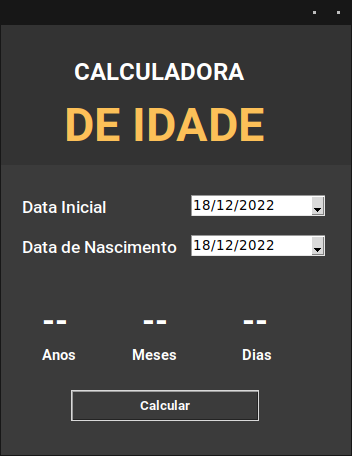 CALCULADORA
DE IDADE
Data Inicial 18/12/2022
Data de Nascimento 18/12/2022
-- -- --
Anos Meses Dias
Calcular